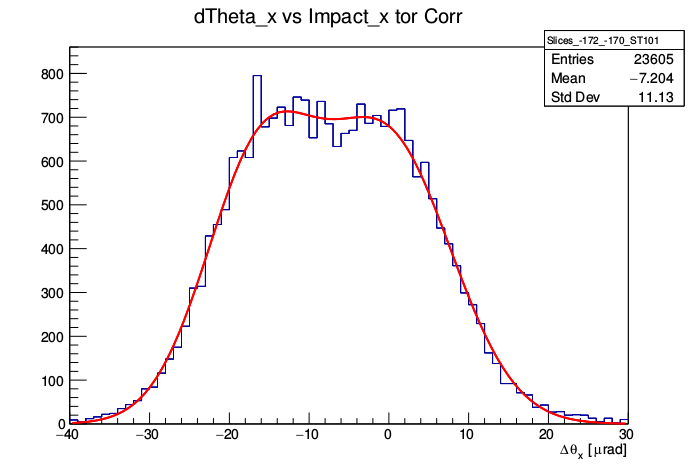 dTheta_x vs Impact_x tor Corr
Slices_-172_-170_ST101
Entries 23605
Mean −7.204
Std Dev 11.13
800
700
600
500
400
300
200
100
0
−40 −30 −20 −10 0 10 20 30
Δθx [μrad]